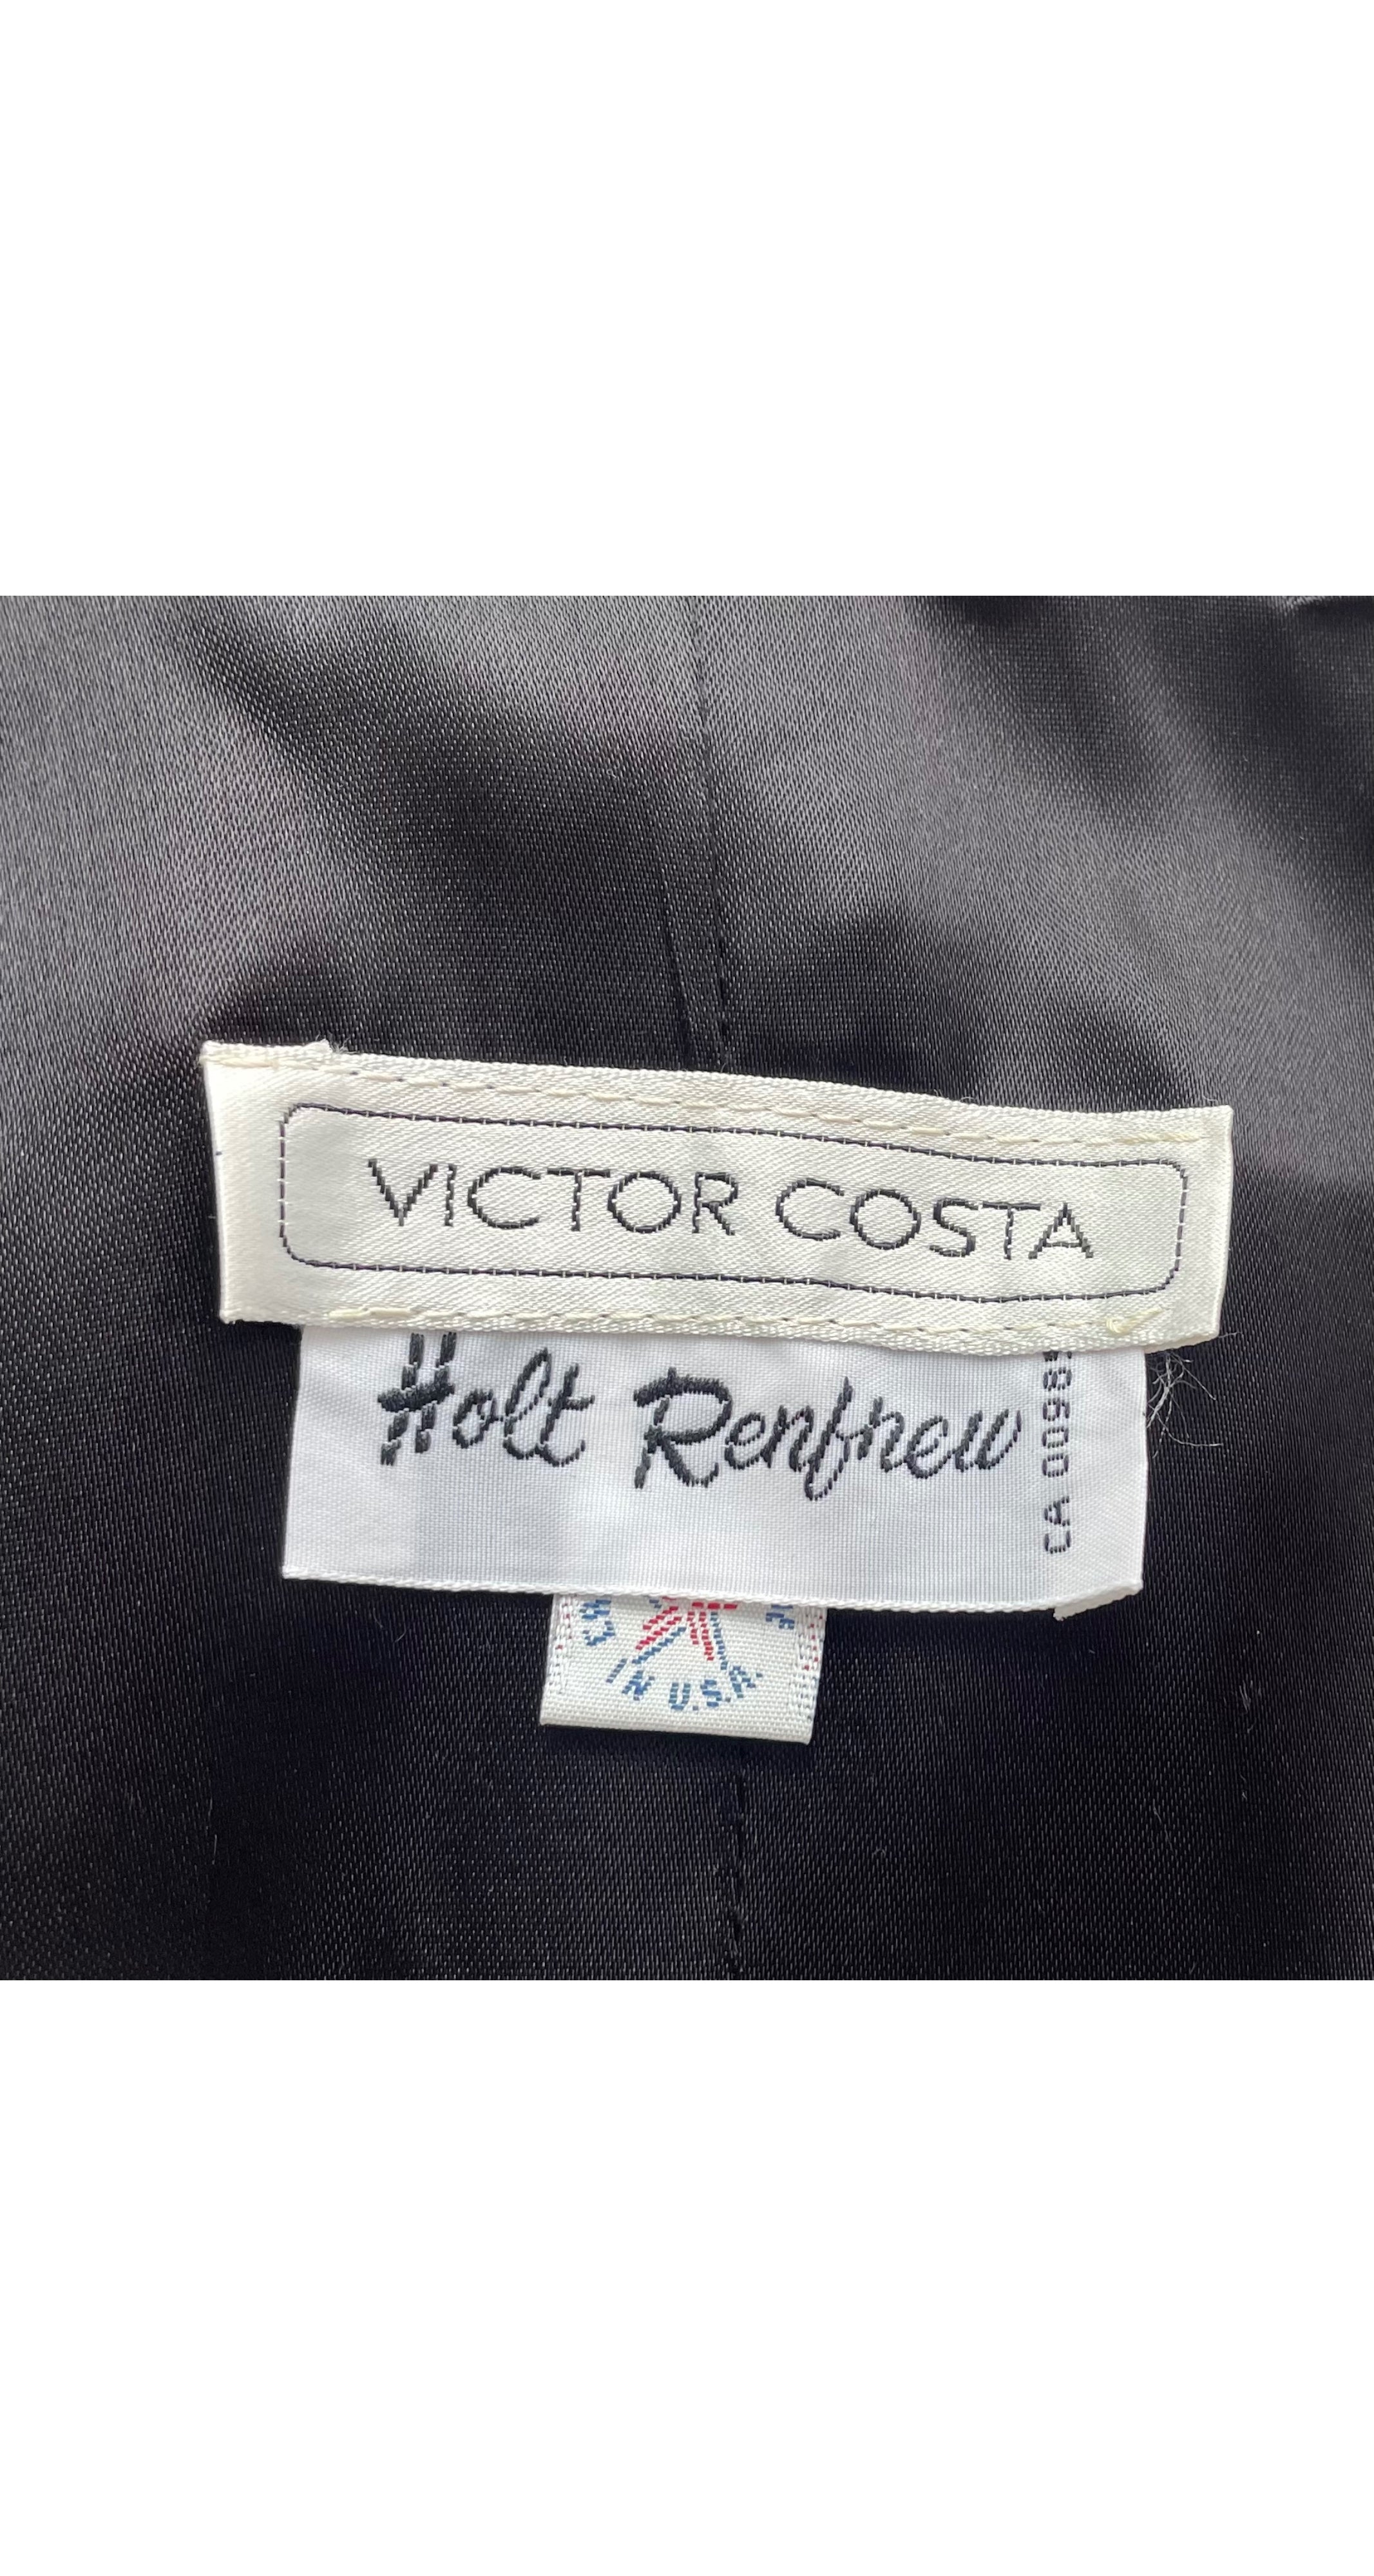 VICTOR COSTA
Holt Renfrew
CA 0098
IN U.S.A.